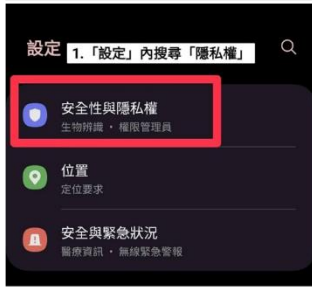 設定
1.「設定」內搜尋「隱私權」
安全性與隱私權
生物辨識 • 權限管理員
位置
定位要求
安全與緊急狀況
醫療資訊 • 無線緊急警報